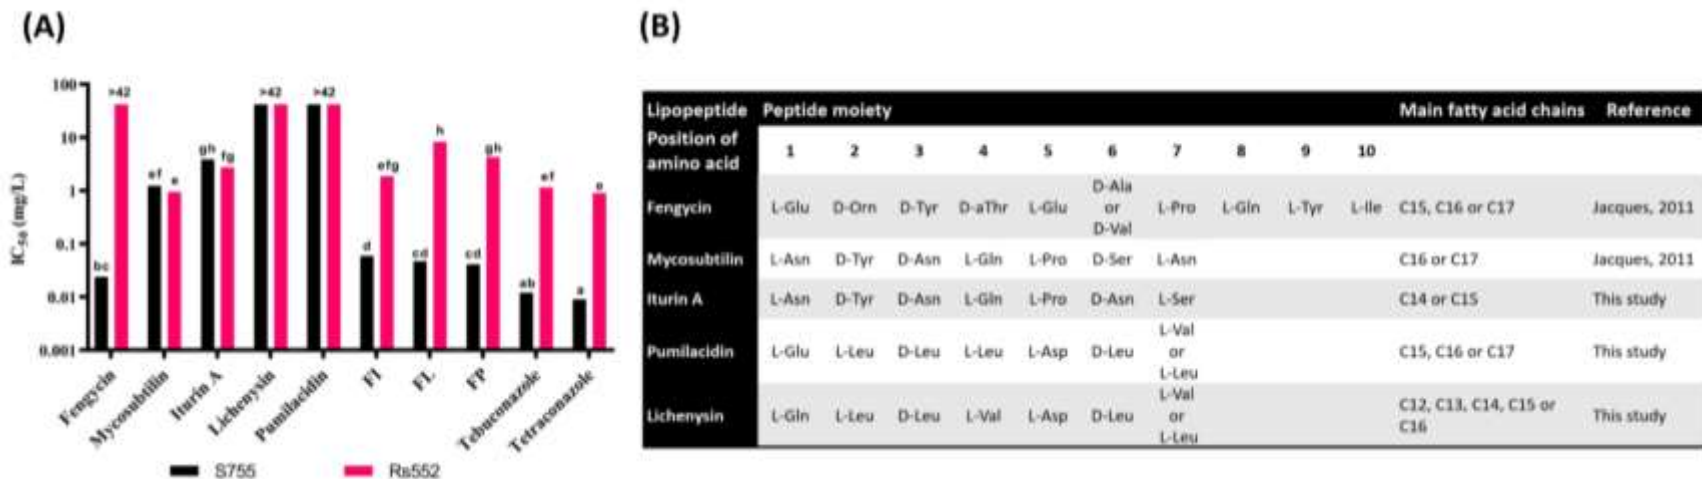 (A)
(B)
100
10
1
0.1
0.01
0.001
IC50 (mg/L)
bc
>42
ef
e
gh
fg
>42
>42
d
efg
cd
h
cd
gh
ab
ef
a
e
Fengycin
Mycosubtilin
Iturin A
Lichenysin
Pumilacidin
FI
FL
FP
Tebuconazole
Tetraconazole
S755
Rs552
Lipopeptide Peptide moiety Main fatty acid chains Reference
Position of amino acid 1 2 3 4 5 6 7 8 9 10
Fengycin L-Glu D-Orn D-Tyr D-aThr L-Glu D-Ala or D-Val L-Pro L-Gln L-Tyr L-Ile C15, C16 or C17 Jacques, 2011
Mycosubtilin L-Asn D-Tyr D-Asn L-Gln L-Pro D-Ser L-Asn C16 or C17 Jacques, 2011
Iturin A L-Asn D-Tyr D-Asn L-Gln L-Pro D-Asn L-Ser C14 or C15 This study
Pumilacidin L-Glu L-Leu D-Leu L-Leu L-Asp D-Leu L-Val or L-Leu C15, C16 or C17 This study
Lichenysin L-Gln L-Leu D-Leu L-Val L-Asp D-Leu L-Val or L-Leu C12, C13, C14, C15 or C16 This study